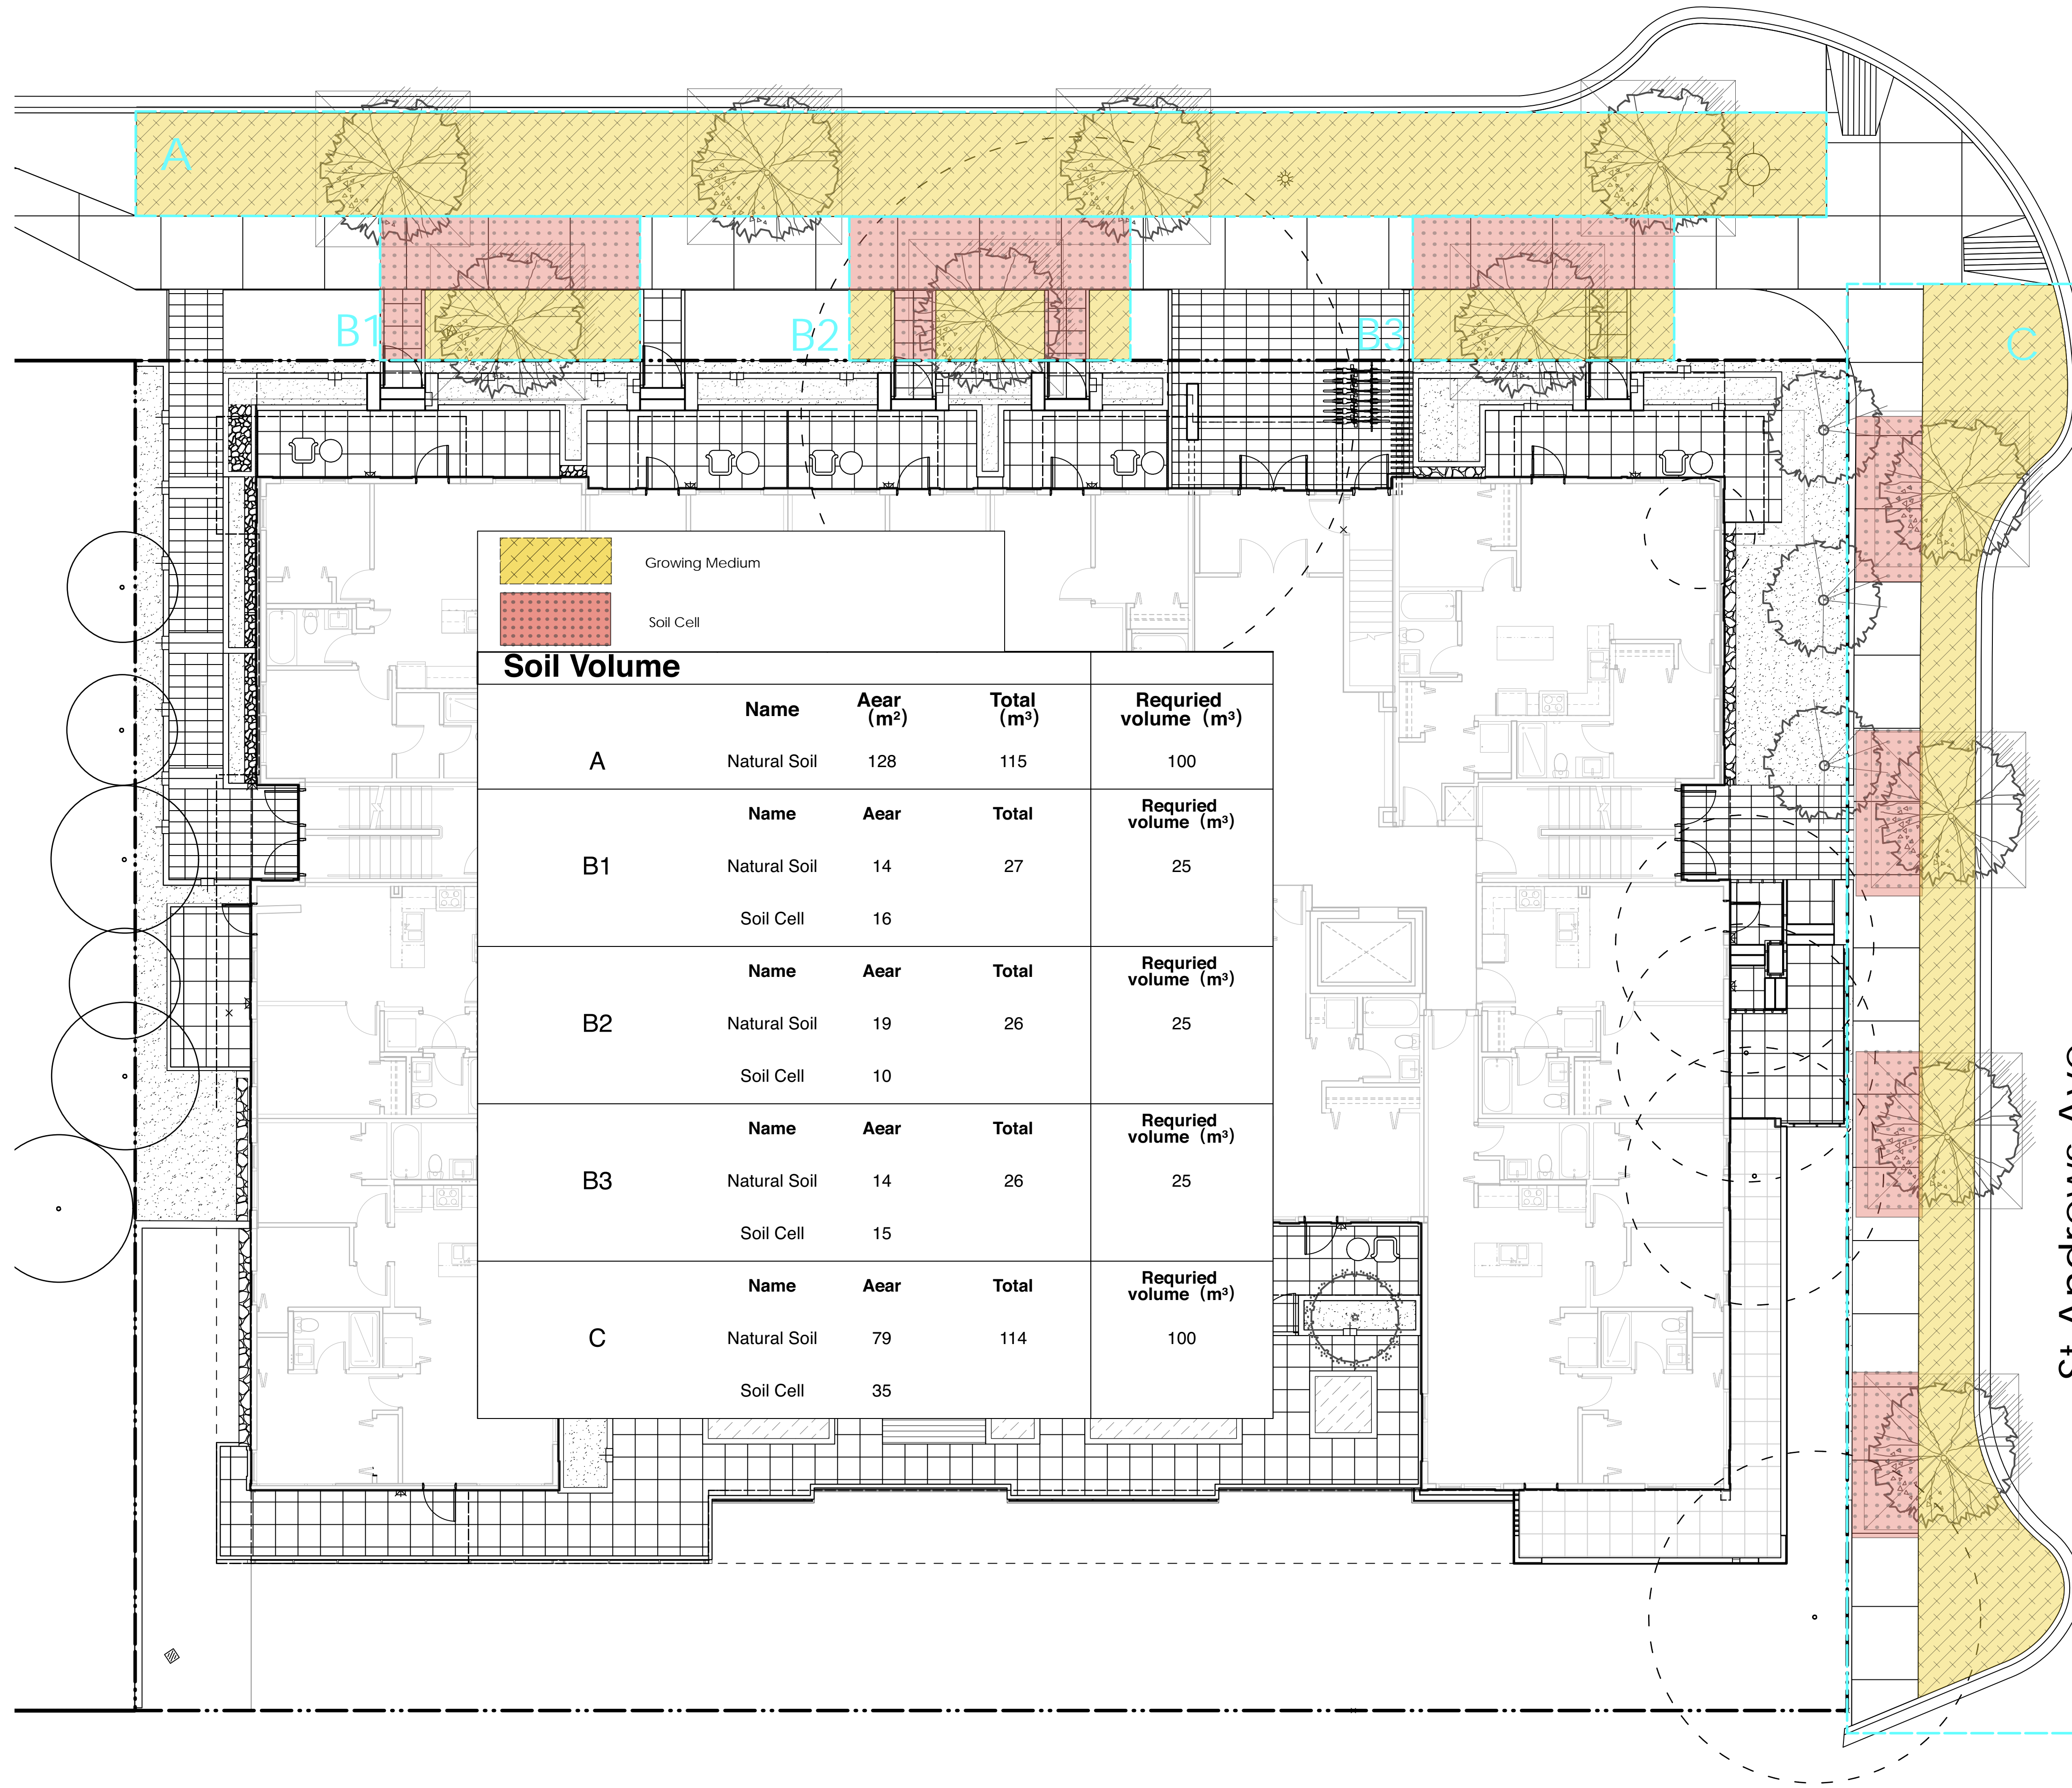 A
B1
B2
B3
C
Growing Medium
Soil Cell
Soil Volume
Name Aear (m²) Total (m³) Requried volume (m³)
A Natural Soil 128 115 100
Name Aear Total Requried volume (m³)
B1 Natural Soil 14 27 25
Soil Cell 16
Name Aear Total Requried volume (m³)
B2 Natural Soil 19 26 25
Soil Cell 10
Name Aear Total Requried volume (m³)
B3 Natural Soil 14 26 25
Soil Cell 15
Name Aear Total Requried volume (m³)
C Natural Soil 79 114 100
Soil Cell 35